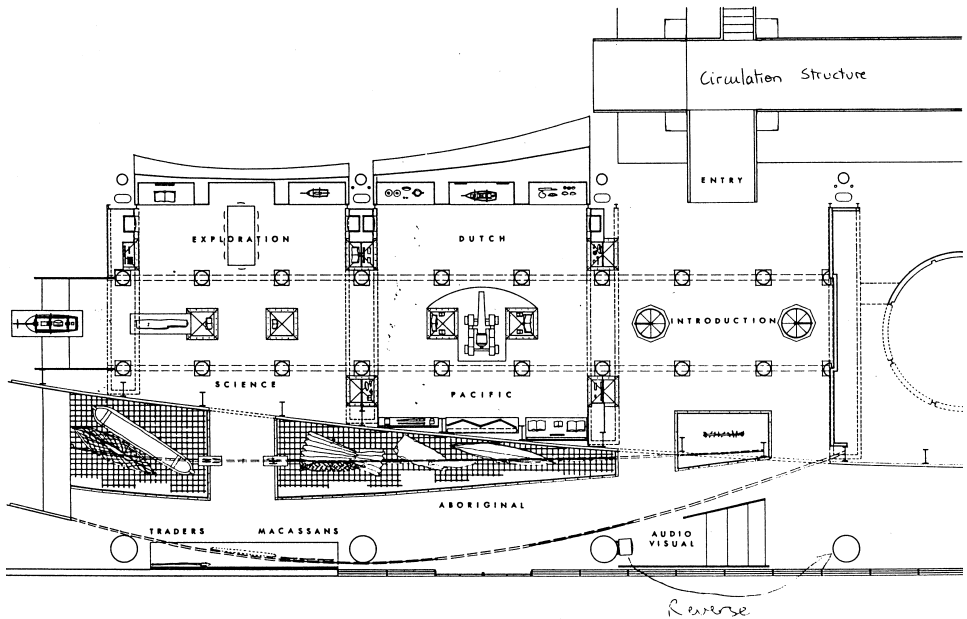 Circulation Structure
ENTRY
EXPLORATION
DUTCH
INTRODUCTION
SCIENCE
PACIFIC
ABORIGINAL
TRADERS
MACASSANS
AUDIO
VISUAL
Reverse